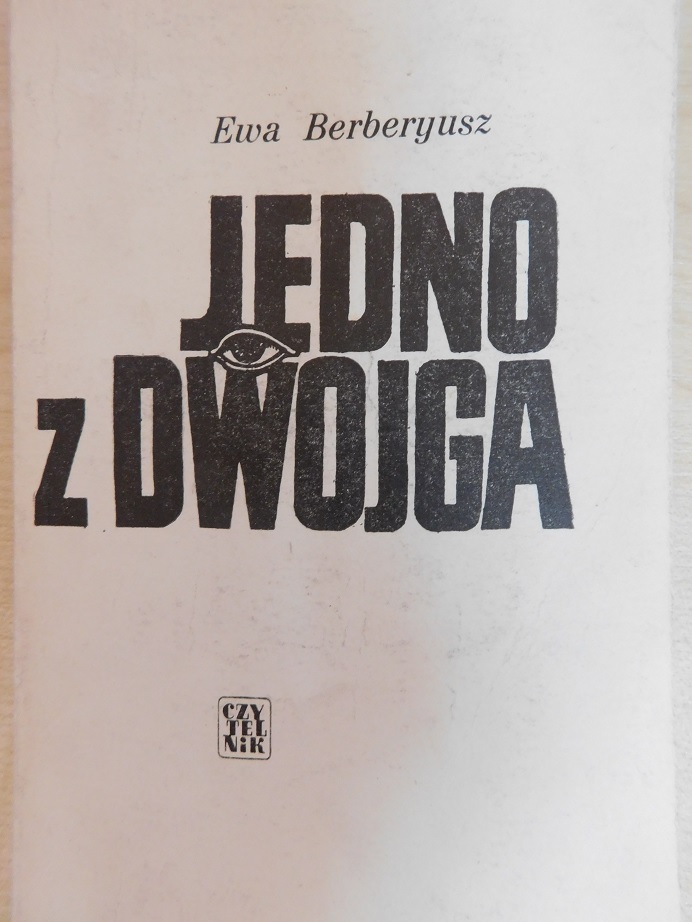 Ewa Berberyusz
JEDNO
z DWOJGA
CZY
TEL
NiK